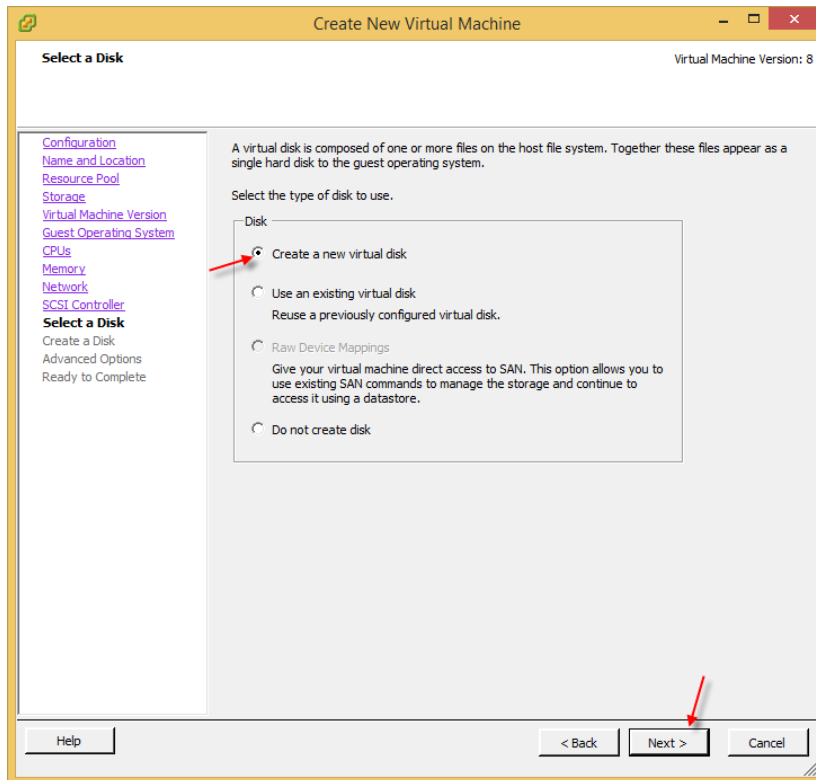 Create New Virtual Machine
Select a Disk
Virtual Machine Version: 8
Configuration
Name and Location
Resource Pool
Storage
Virtual Machine Version
Guest Operating System
CPUs
Memory
Network
SCSI Controller
Select a Disk
Create a Disk
Advanced Options
Ready to Complete
A virtual disk is composed of one or more files on the host file system. Together these files appear as a
single hard disk to the guest operating system.
Select the type of disk to use.
Disk
Create a new virtual disk
Use an existing virtual disk
Reuse a previously configured virtual disk.
Raw Device Mappings
Give your virtual machine direct access to SAN. This option allows you to
use existing SAN commands to manage the storage and continue to
access it using a datastore.
Do not create disk
Help
< Back
Next >
Cancel